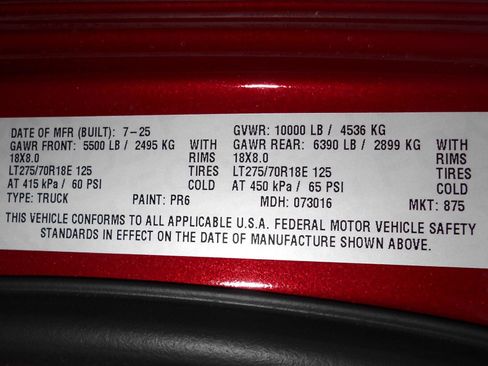 DATE OF MFR (BUILT): 7-25 GVWR: 10000 LB / 4536 KG
GAWR FRONT: 5500 LB / 2495 KG WITH GAWR REAR: 6390 LB / 2899 KG WITH
18X8.0 RIMS 18X8.0 RIMS
LT275/70R18E 125 TIRES LT275/70R18E 125 TIRES
AT 415 kPa / 60 PSI COLD AT 450 kPa / 65 PSI COLD
TYPE: TRUCK PAINT: PR6 MDH: 073016 MKT: 875
THIS VEHICLE CONFORMS TO ALL APPLICABLE U.S.A. FEDERAL MOTOR VEHICLE SAFETY
STANDARDS IN EFFECT ON THE DATE OF MANUFACTURE SHOWN ABOVE.